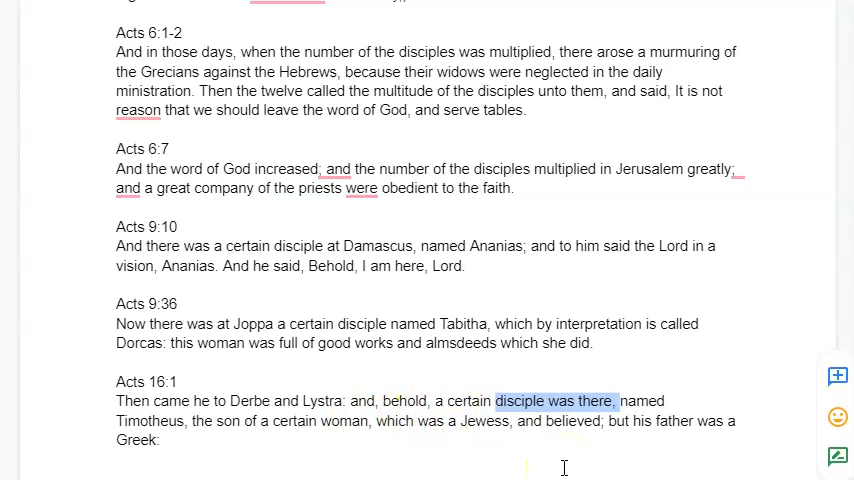 Acts 6:1-2
And in those days, when the number of the disciples was multiplied, there arose a murmuring of
the Grecians against the Hebrews, because their widows were neglected in the daily
ministration. Then the twelve called the multitude of the disciples unto them, and said, It is not
reason that we should leave the word of God, and serve tables.
Acts 6:7
And the word of God increased; and the number of the disciples multiplied in Jerusalem greatly;
and a great company of the priests were obedient to the faith.
Acts 9:10
And there was a certain disciple at Damascus, named Ananias; and to him said the Lord in a
vision, Ananias. And he said, Behold, I am here, Lord.
Acts 9:36
Now there was at Joppa a certain disciple named Tabitha, which by interpretation is called
Dorcas: this woman was full of good works and almsdeeds which she did.
Acts 16:1
Then came he to Derbe and Lystra: and, behold, a certain disciple was there, named
Timotheus, the son of a certain woman, which was a Jewess, and believed; but his father was a
Greek: